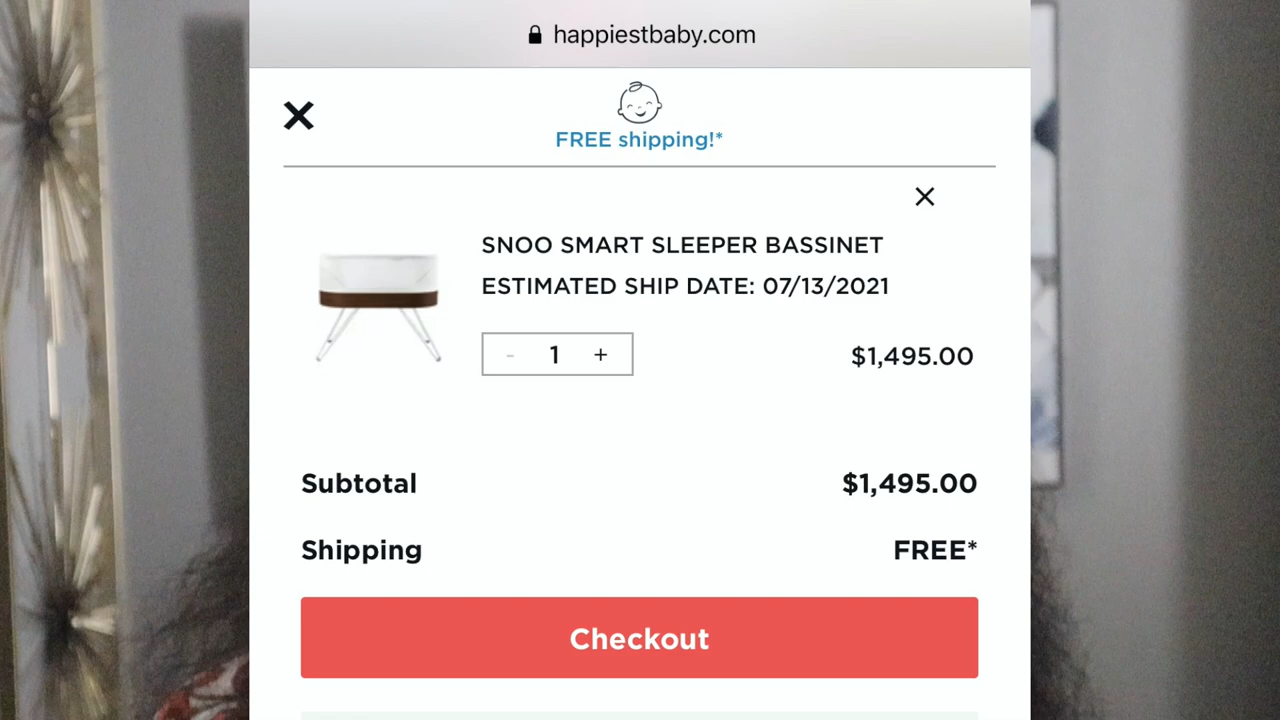 happiestbaby.com
FREE shipping!*
SNOO SMART SLEEPER BASSINET
ESTIMATED SHIP DATE: 07/13/2021
- 1 +
$1,495.00
Subtotal
$1,495.00
Shipping
FREE*
Checkout